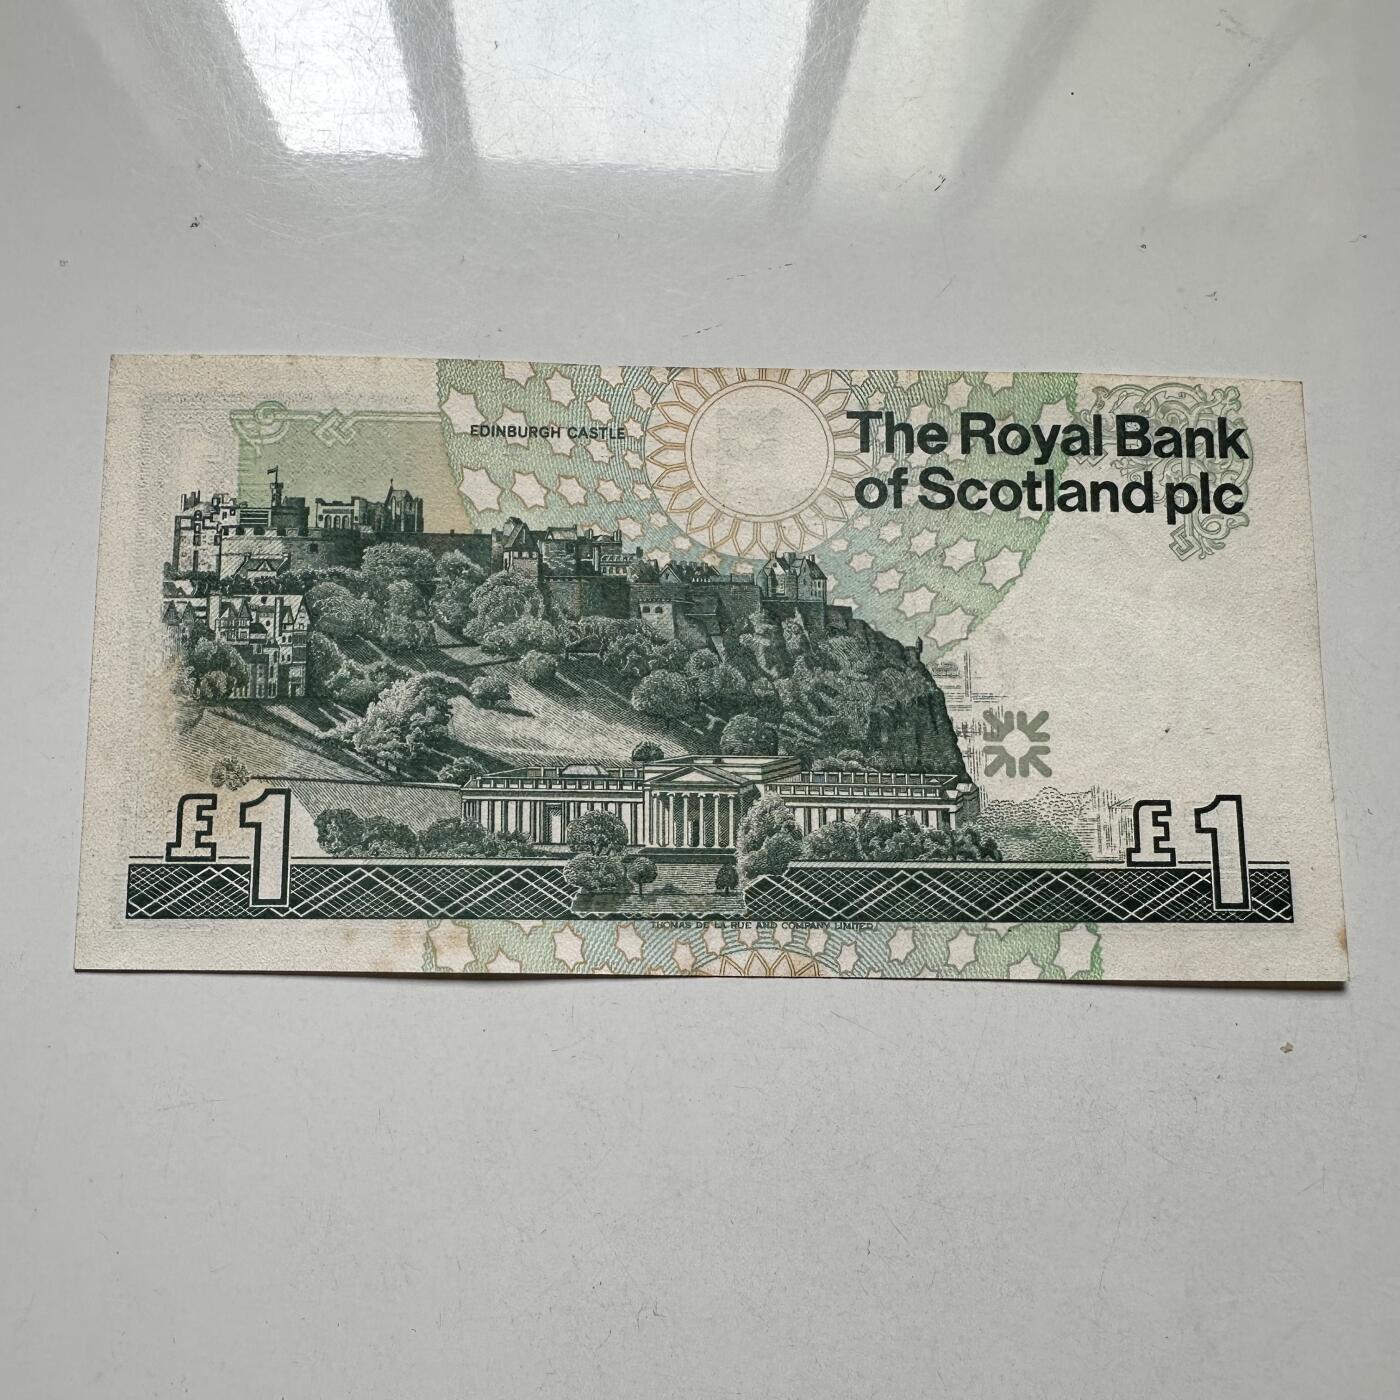 EDINBURGH CASTLE
The Royal Bank
of Scotland plc
£1
£1
THOMAS DE LA RUE AND COMPANY LIMITED